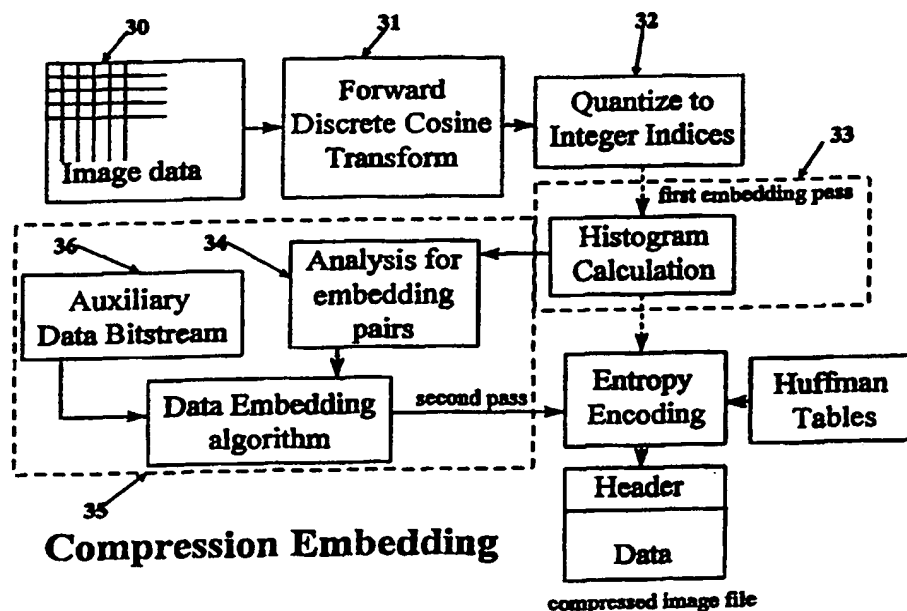 30
31
32
Image data
Forward
Discrete Cosine
Transform
Quantize to
Integer Indices
33
first embedding pass
Histogram
Calculation
36
34
Auxiliary
Data Bitstream
Analysis for
embedding
pairs
Data Embedding
algorithm
second pass
Entropy
Encoding
Huffman
Tables
35
Header
Data
Compression Embedding
compressed image file